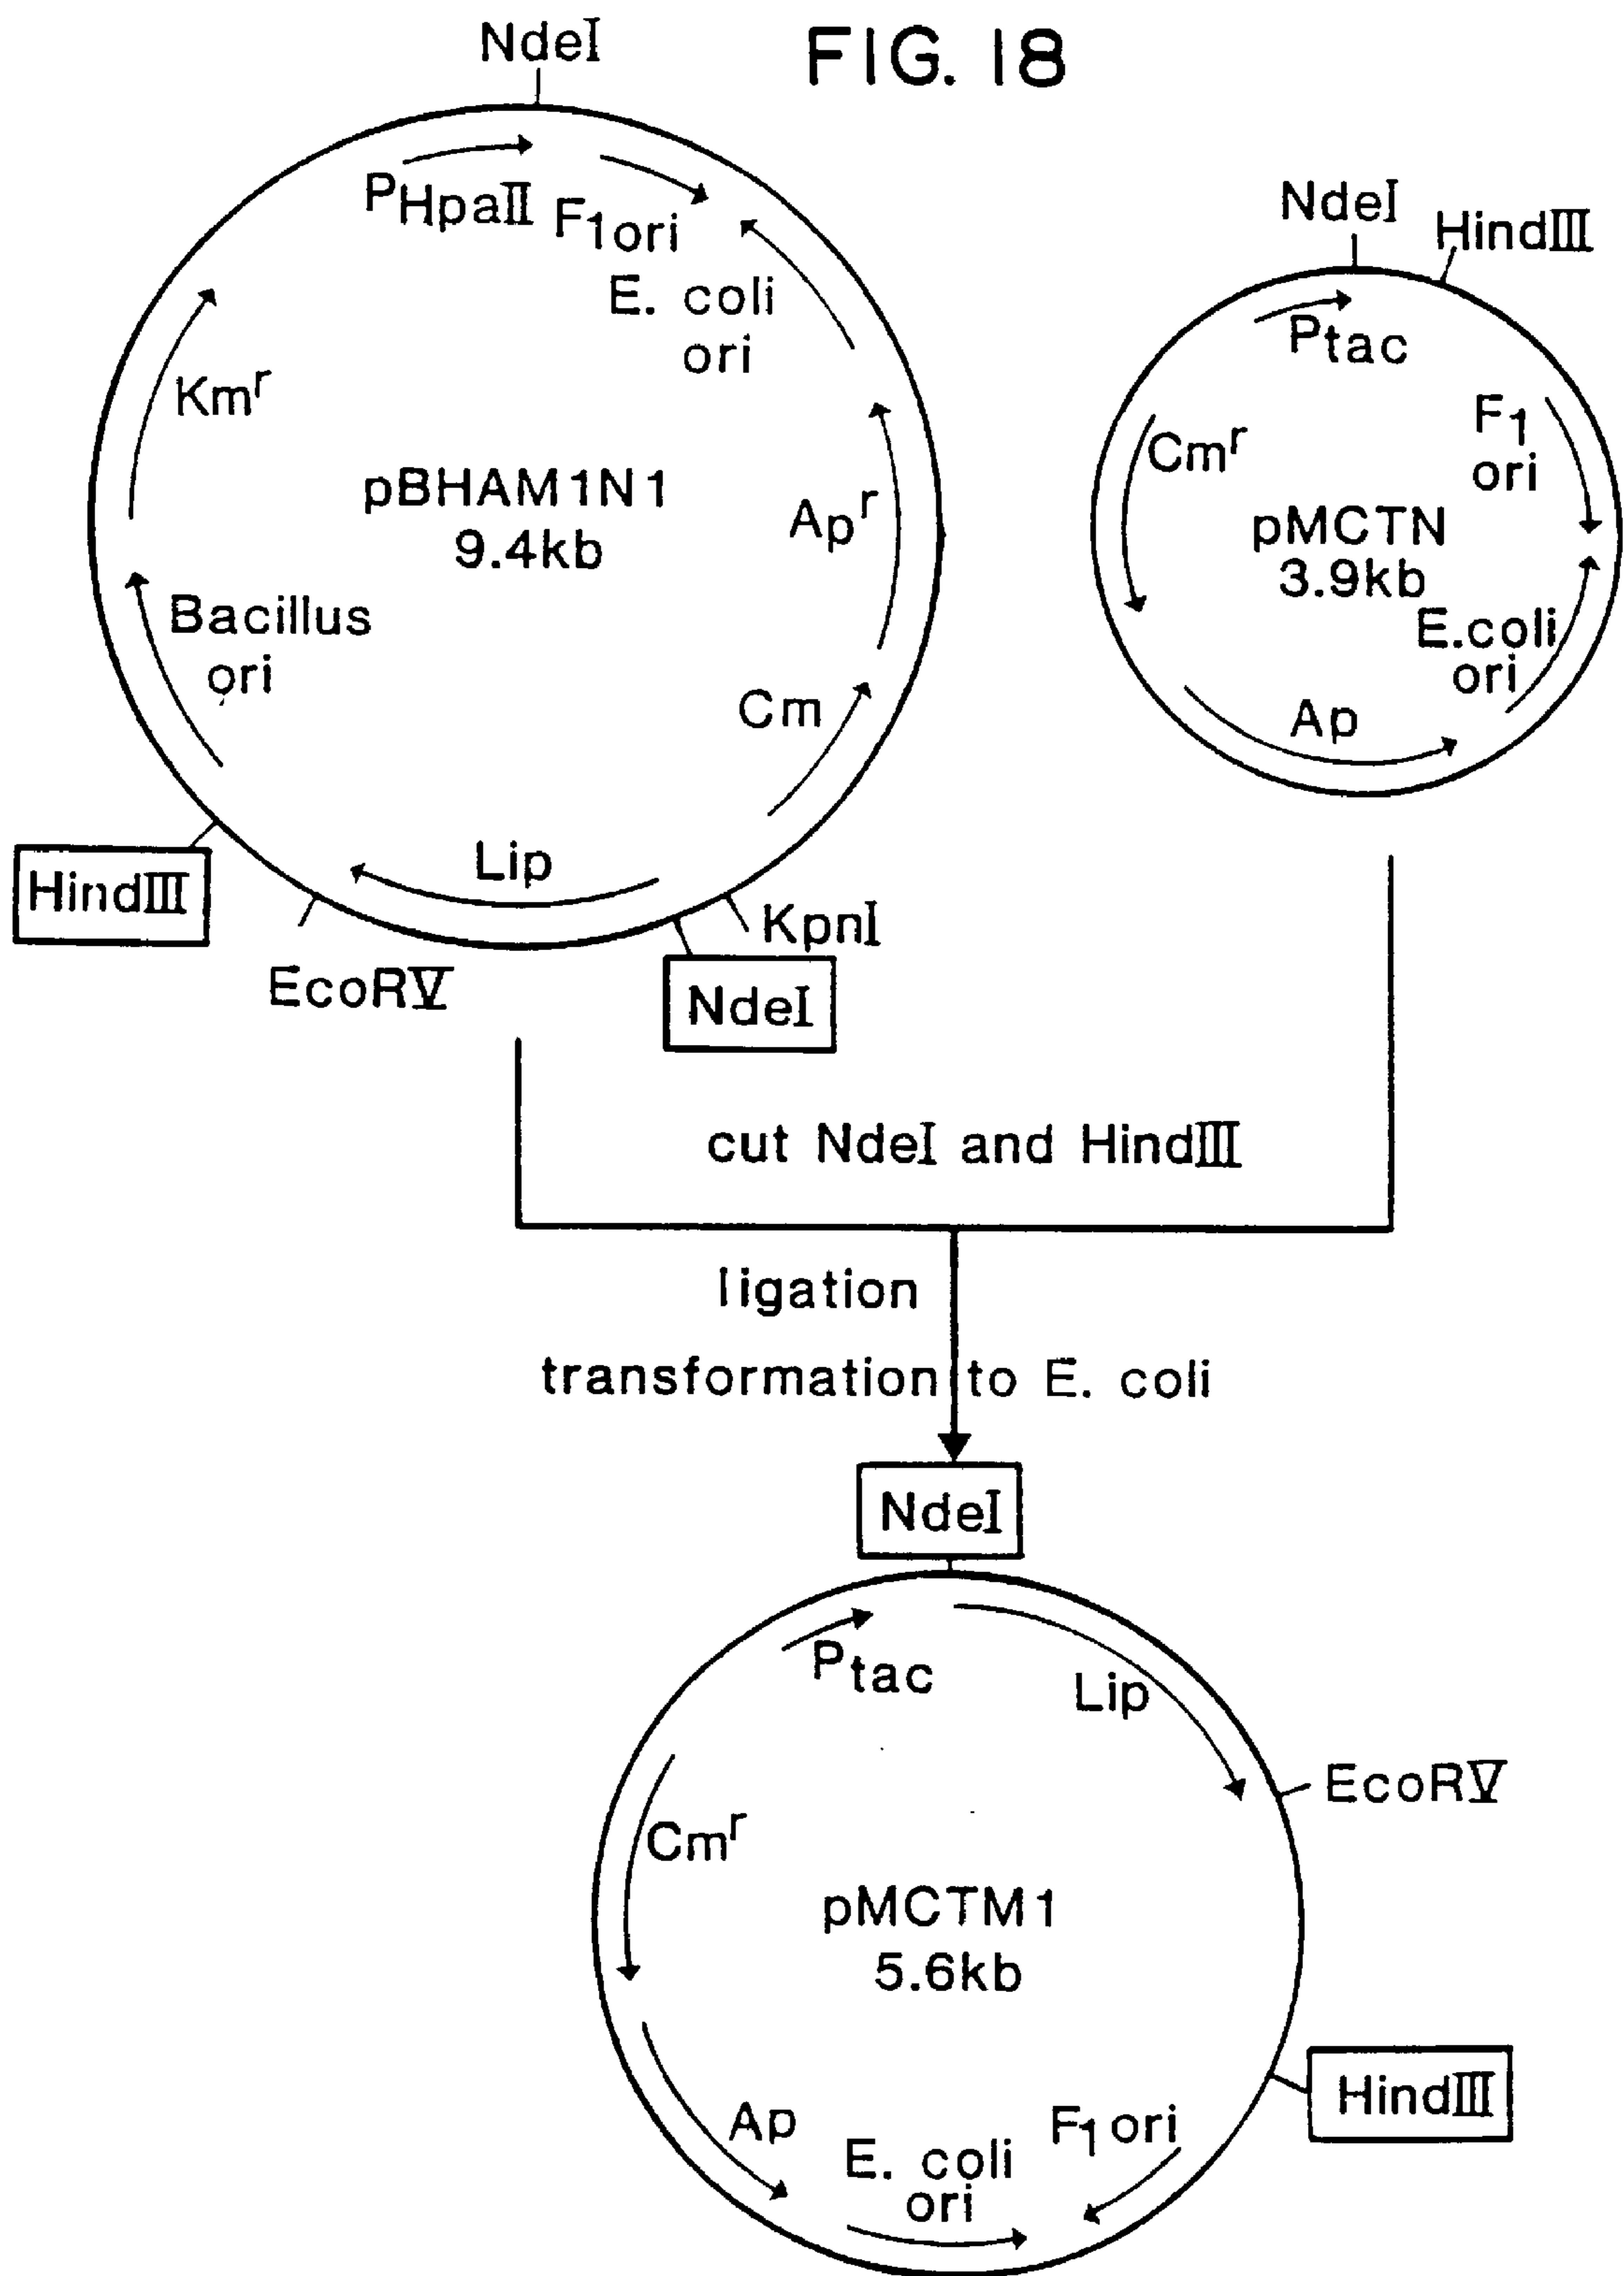 FIG. 18
NdeI
PHpaII
F1ori
E. coli
ori
Kmr
pBHAM1N1
9.4kb
Apr
Bacillus
ori
Cm
Lip
HindIII
EcoRV
KpnI
NdeI
NdeI
HindIII
Ptac
Cmr
F1
ori
pMCTN
3.9kb
E.coli
ori
Ap
cut NdeI and HindIII
ligation
transformation to E. coli
NdeI
Ptac
Lip
EcoRV
Cmr
pMCTM1
5.6kb
HindIII
Ap
E. coli
ori
F1 ori